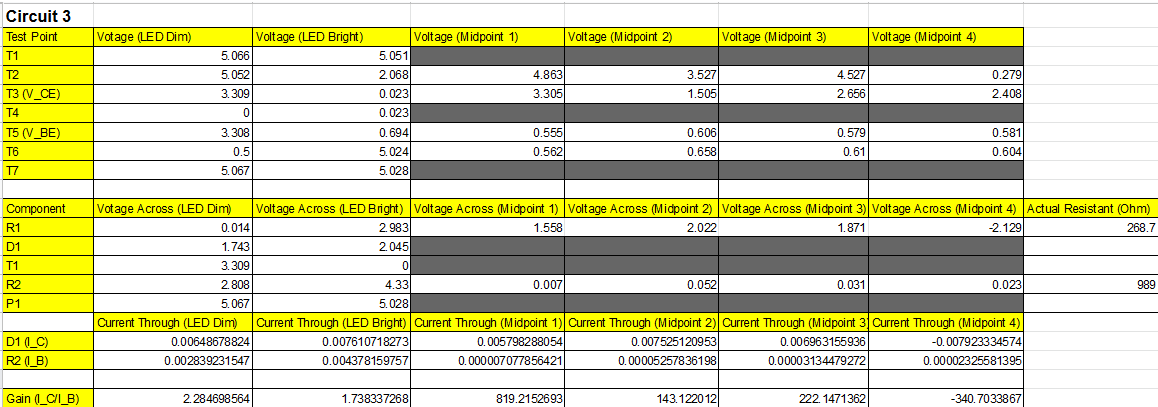 Circuit 3
Test Point Votage (LED Dim) Voltage (LED Bright) Voltage (Midpoint 1) Voltage (Midpoint 2) Voltage (Midpoint 3) Voltage (Midpoint 4)
T1 5.066 5.051
T2 5.052 2.068 4.863 3.527 4.527 0.279
T3 (V_CE) 3.309 0.023 3.305 1.505 2.656 2.408
T4 0 0.023
T5 (V_BE) 3.308 0.694 0.555 0.606 0.579 0.581
T6 0.5 5.024 0.562 0.658 0.61 0.604
T7 5.067 5.028
Component Votage Across (LED Dim) Voltage Across (LED Bright) Voltage Across (Midpoint 1) Voltage Across (Midpoint 2) Voltage Across (Midpoint 3) Voltage Across (Midpoint 4) Actual Resistant (Ohm)
R1 0.014 2.983 1.558 2.022 1.871 -2.129 268.7
D1 1.743 2.045
T1 3.309 0
R2 2.808 4.33 0.007 0.052 0.031 0.023 989
P1 5.067 5.028
Current Through (LED Dim) Current Through (LED Bright) Current Through (Midpoint 1) Current Through (Midpoint 2) Current Through (Midpoint 3) Current Through (Midpoint 4)
D1 (I_C) 0.00648678824 0.007610718273 0.005798288054 0.007525120953 0.006963155936 -0.007923334574
R2 (I_B) 0.002839231547 0.004378159757 0.000007077856421 0.00005257836198 0.00003134479272 0.00002325581395
Gain (I_C/I_B) 2.284698564 1.738337268 819.2152693 143.122012 222.1471362 -340.7033867